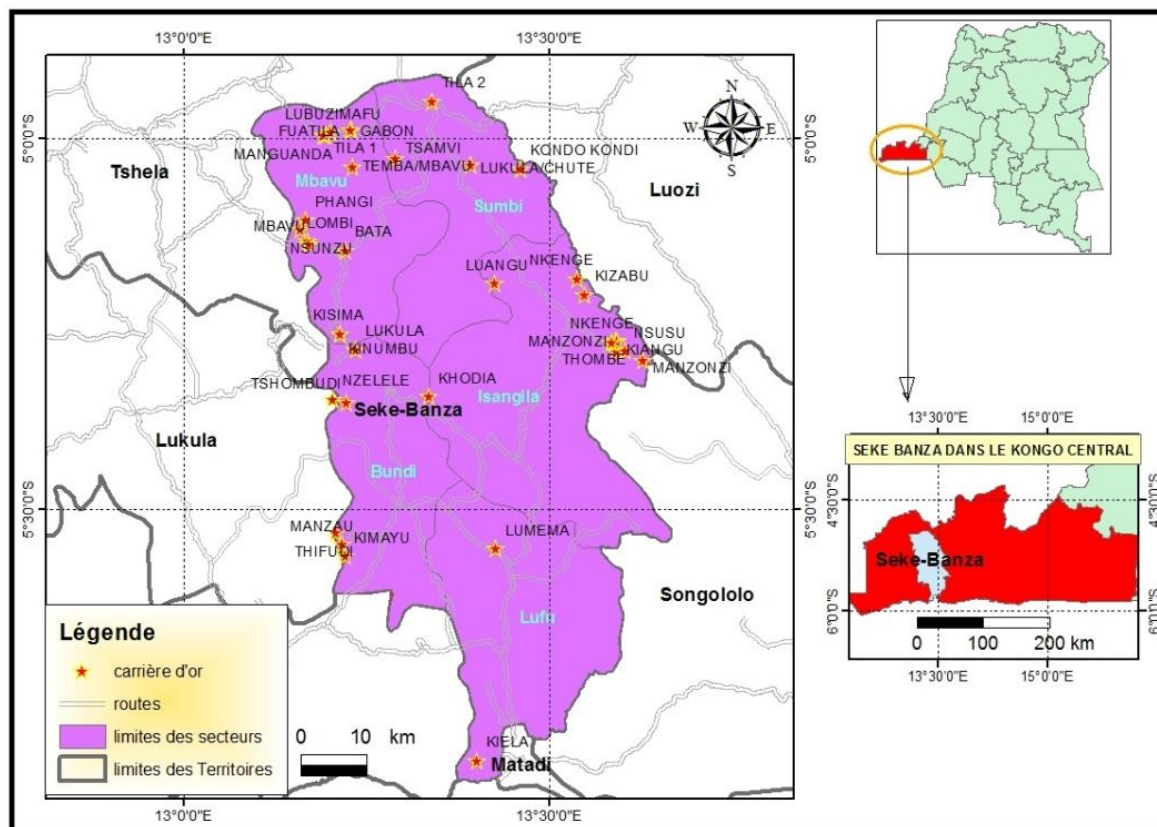 13°00'0"E
13°30'0"E
TILA 2
N
W
E
S
LUBUZIMAFU
FUATILA
GABON
5°0'0"S
TILA 1
TSAMVI
5°0'0"S
MANGUANDA
TEMBA/MBAVU
LUKULA/CHUTE
KONDO KONDI
Tshela
Mbavu
Luozi
PHANGI
Sumbi
MBAVU
LOMBI
BATA
NSUNZU
LUANGU
NKENGE
KIZABU
KISIMA
LUKULA
NKENGE
NSUSU
KINUMBU
MANZONZI
KIANGU
THOMBE
MANZONZI
TSHOMBUDI
NZELELE
KHODIA
Seke-Banza
Isangila
Lukula
Bundi
5°30'0"S
5°30'0"S
MANZAU
KIMAYU
LUMEMA
THIFUDI
Songololo
Lufu
KIELA
Matadi
Légende
carrière d'or
routes
limites des secteurs
limites des Territoires
0 10 km
13°00'0"E
13°30'0"E
13°30'0"E
15°0'0"E
SEKE BANZA DANS LE KONGO CENTRAL
4°30'0"S
4°30'0"S
Seke-Banza
6°0'0"S
6°0'0"S
0 100 200 km
13°30'0"E
15°0'0"E